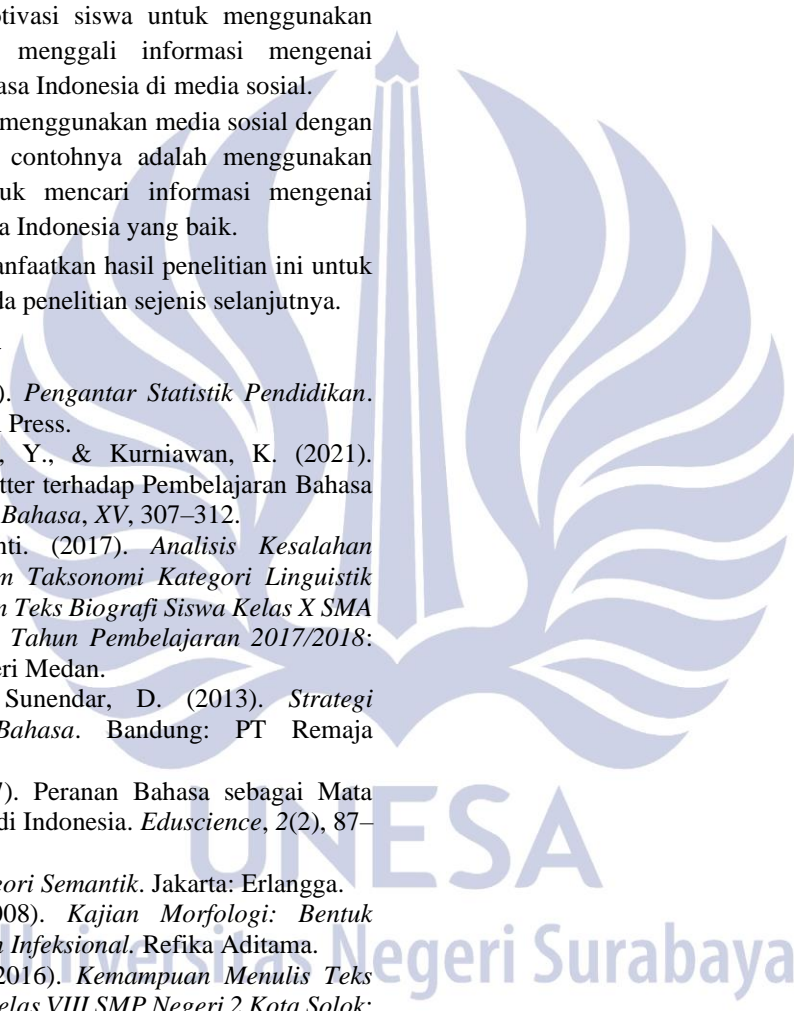 tivasi siswa untuk menggunakan
menggali informasi mengenai
asa Indonesia di media sosial.
menggunakan media sosial dengan
contohnya adalah menggunakan
uk mencari informasi mengenai
a Indonesia yang baik.
anfaatkan hasil penelitian ini untuk
da penelitian sejenis selanjutnya.
). Pengantar Statistik Pendidikan.
Press.
, Y., & Kurniawan, K. (2021).
tter terhadap Pembelajaran Bahasa
Bahasa, XV, 307–312.
nti. (2017). Analisis Kesalahan
m Taksonomi Kategori Linguistik
n Teks Biografi Siswa Kelas X SMA
Tahun Pembelajaran 2017/2018:
eri Medan.
Sunendar, D. (2013). Strategi
Bahasa. Bandung: PT Remaja
7). Peranan Bahasa sebagai Mata
di Indonesia. Eduscience, 2(2), 87–
eori Semantik. Jakarta: Erlangga.
008). Kajian Morfologi: Bentuk
n Infeksional. Refika Aditama.
2016). Kemampuan Menulis Teks
elas VIII SMP Negeri 2 Kota Solok:
UNESA
Universitas Negeri Surabaya